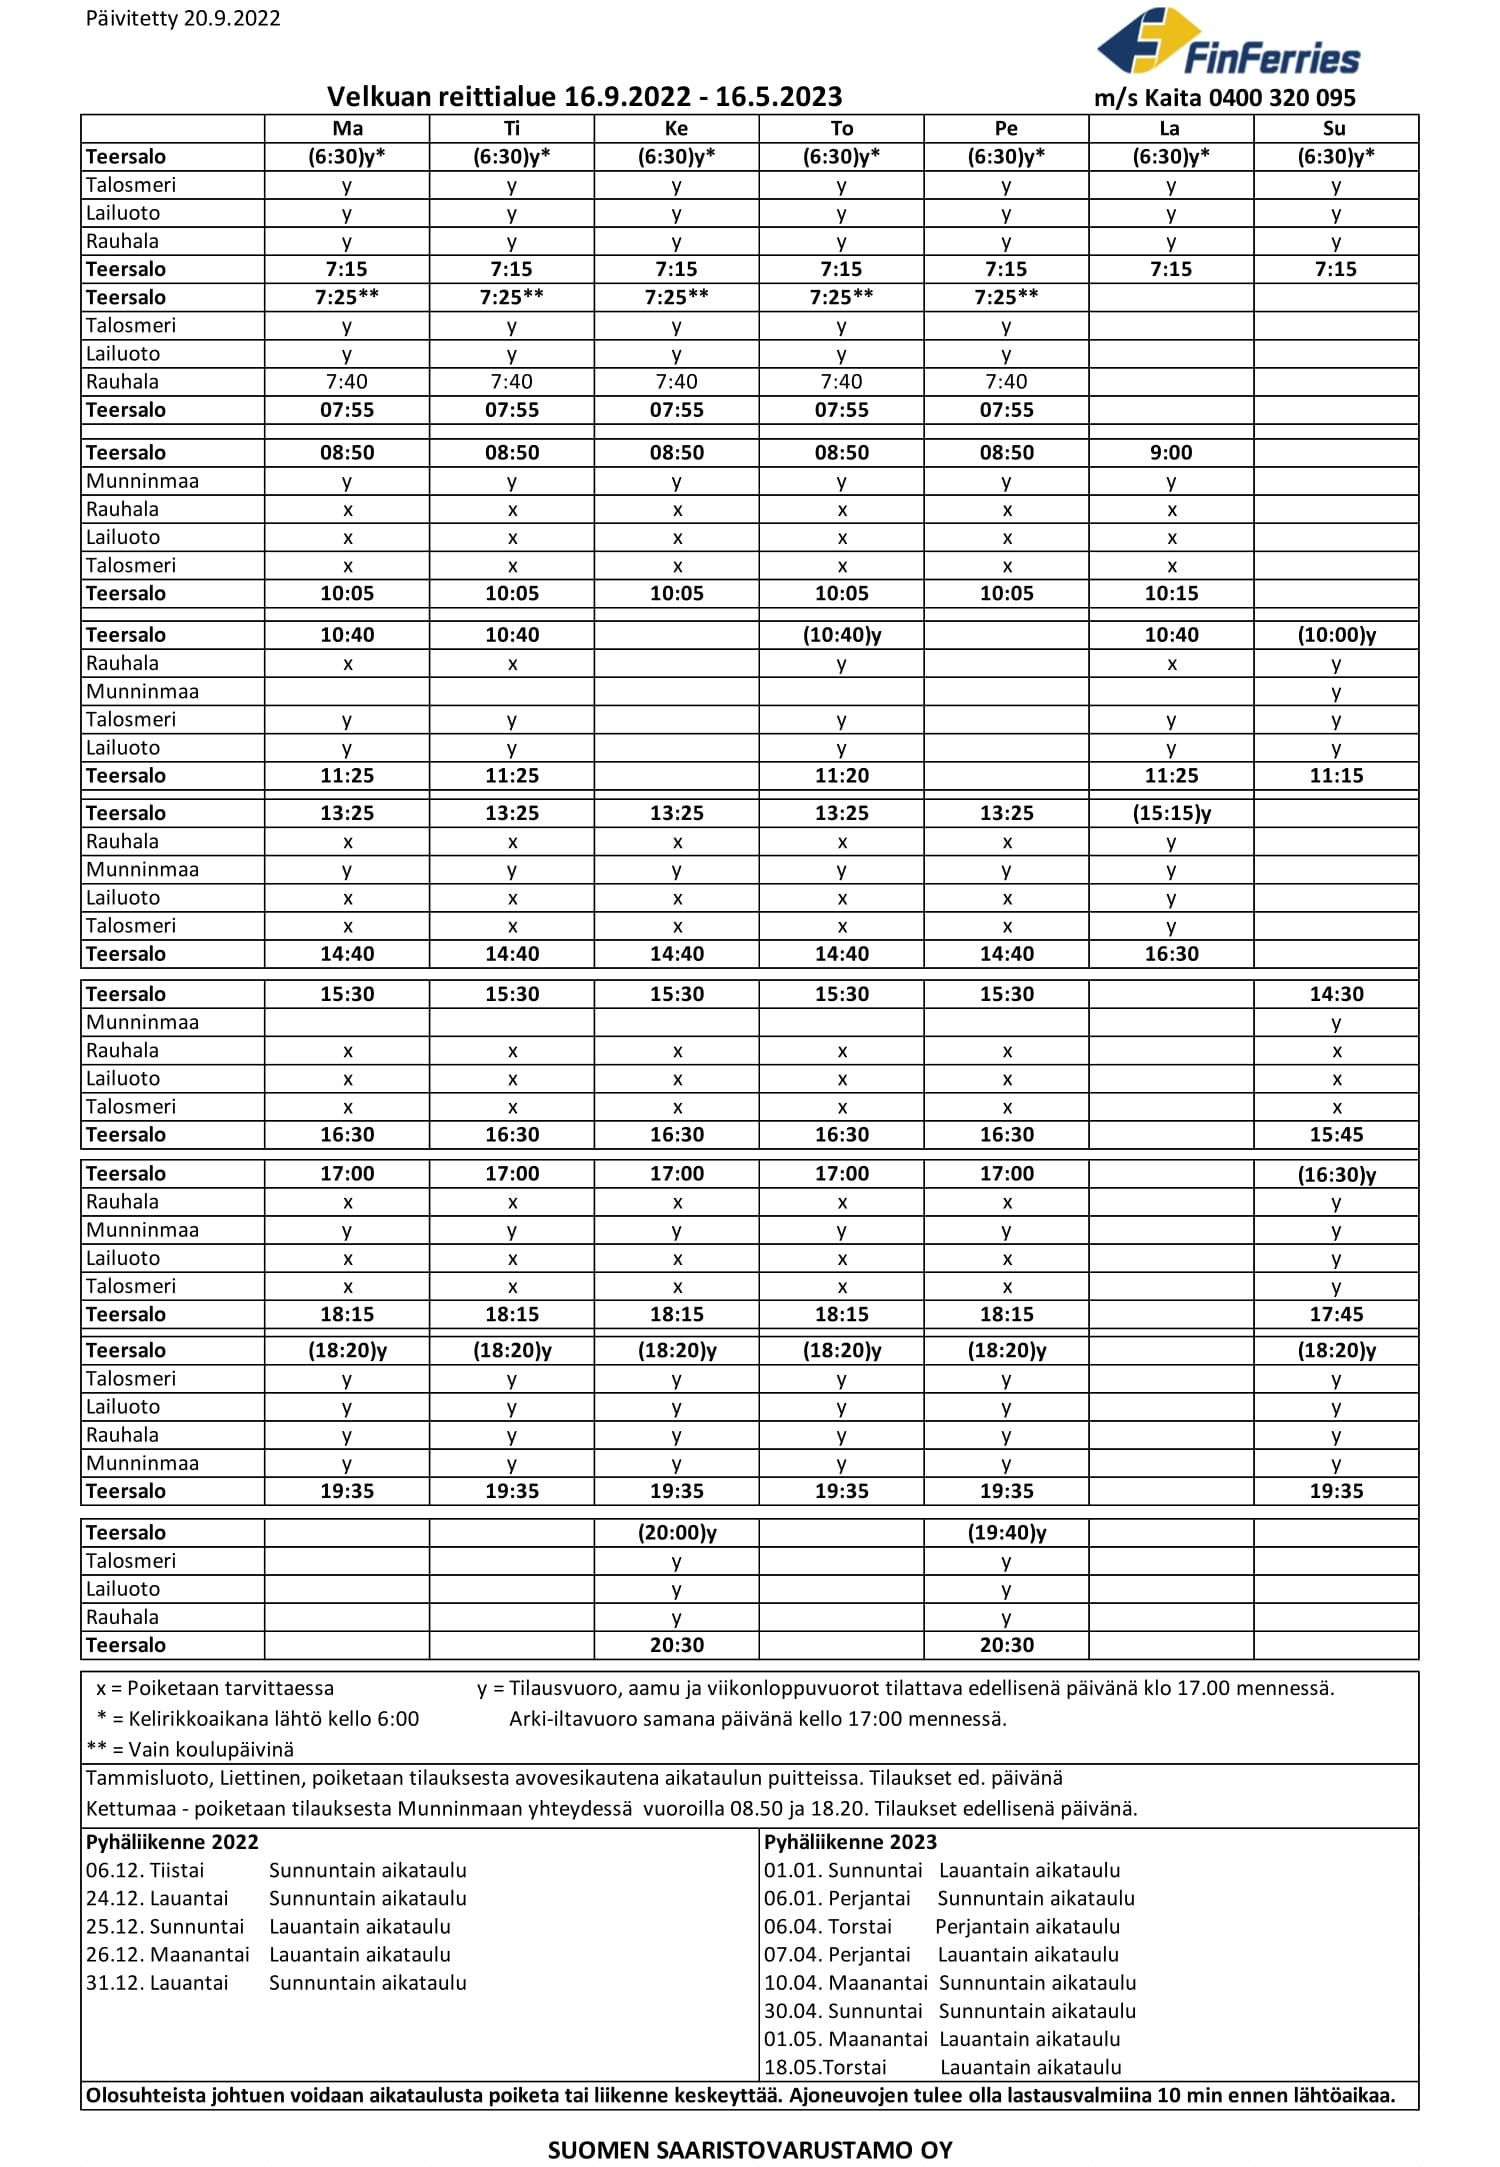 Päivitetty 20.9.2022
FinFerries
Velkuan reittialue 16.9.2022 - 16.5.2023 m/s Kaita 0400 320 095
Ma Ti Ke To Pe La Su
Teersalo (6:30)y* (6:30)y* (6:30)y* (6:30)y* (6:30)y* (6:30)y* (6:30)y*
Talosmeri y y y y y y y
Lailuoto y y y y y y y
Rauhala y y y y y y y
Teersalo 7:15 7:15 7:15 7:15 7:15 7:15 7:15
Teersalo 7:25** 7:25** 7:25** 7:25** 7:25**
Talosmeri y y y y y
Lailuoto y y y y y
Rauhala 7:40 7:40 7:40 7:40 7:40
Teersalo 07:55 07:55 07:55 07:55 07:55
Teersalo 08:50 08:50 08:50 08:50 08:50 9:00
Munninmaa y y y y y y
Rauhala x x x x x x
Lailuoto x x x x x x
Talosmeri x x x x x x
Teersalo 10:05 10:05 10:05 10:05 10:05 10:15
Teersalo 10:40 10:40 (10:40)y 10:40 (10:00)y
Rauhala x x y x y
Munninmaa y
Talosmeri y y y y y
Lailuoto y y y y y
Teersalo 11:25 11:25 11:20 11:25 11:15
Teersalo 13:25 13:25 13:25 13:25 13:25 (15:15)y
Rauhala x x x x x y
Munninmaa y y y y y y
Lailuoto x x x x x y
Talosmeri x x x x x y
Teersalo 14:40 14:40 14:40 14:40 14:40 16:30
Teersalo 15:30 15:30 15:30 15:30 15:30 14:30
Munninmaa y
Rauhala x x x x x x
Lailuoto x x x x x x
Talosmeri x x x x x x
Teersalo 16:30 16:30 16:30 16:30 16:30 15:45
Teersalo 17:00 17:00 17:00 17:00 17:00 (16:30)y
Rauhala x x x x x y
Munninmaa y y y y y y
Lailuoto x x x x x y
Talosmeri x x x x x y
Teersalo 18:15 18:15 18:15 18:15 18:15 17:45
Teersalo (18:20)y (18:20)y (18:20)y (18:20)y (18:20)y (18:20)y
Talosmeri y y y y y y
Lailuoto y y y y y y
Rauhala y y y y y y
Munninmaa y y y y y y
Teersalo 19:35 19:35 19:35 19:35 19:35 19:35
Teersalo (20:00)y (19:40)y
Talosmeri y y
Lailuoto y y
Rauhala y y
Teersalo 20:30 20:30
x = Poiketaan tarvittaessa y = Tilausvuoro, aamu ja viikonloppuvuorot tilattava edellisenä päivänä klo 17.00 mennessä.
* = Kelirikkoaikana lähtö kello 6:00 Arki-iltavuoro samana päivänä kello 17:00 mennessä.
** = Vain koulupäivinä
Tammisluoto, Liettinen, poiketaan tilauksesta avovesikautena aikataulun puitteissa. Tilaukset ed. päivänä
Kettumaa - poiketaan tilauksesta Munninmaan yhteydessä vuoroilla 08.50 ja 18.20. Tilaukset edellisenä päivänä.
Pyhäliikenne 2022 Pyhäliikenne 2023
06.12. Tiistai Sunnuntain aikataulu 01.01. Sunnuntai Lauantain aikataulu
24.12. Lauantai Sunnuntain aikataulu 06.01. Perjantai Sunnuntain aikataulu
25.12. Sunnuntai Lauantain aikataulu 06.04. Torstai Perjantain aikataulu
26.12. Maanantai Lauantain aikataulu 07.04. Perjantai Lauantain aikataulu
31.12. Lauantai Sunnuntain aikataulu 10.04. Maanantai Sunnuntain aikataulu
30.04. Sunnuntai Sunnuntain aikataulu
01.05. Maanantai Lauantain aikataulu
18.05.Torstai Lauantain aikataulu
Olosuhteista johtuen voidaan aikataulusta poiketa tai liikenne keskeyttää. Ajoneuvojen tulee olla lastausvalmiina 10 min ennen lähtöaikaa.
SUOMEN SAARISTOVARUSTAMO OY